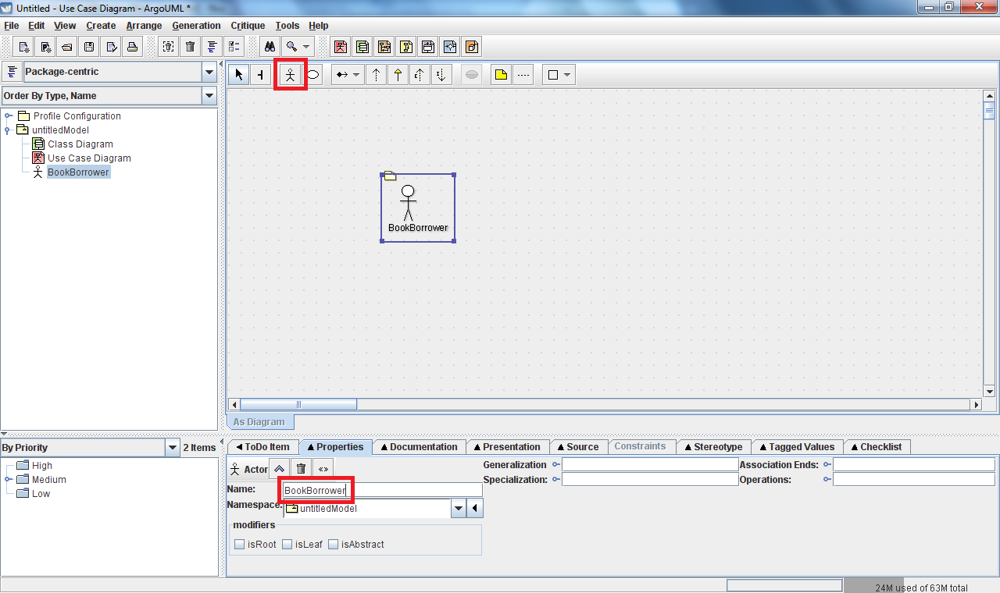 Untitled - Use Case Diagram - ArgoUML *
File Edit View Create Arrange Generation Critique Tools Help
Package-centric
Order By Type, Name
Profile Configuration
untitledModel
Class Diagram
Use Case Diagram
BookBorrower
BookBorrower
As Diagram
By Priority 2 Items
High
Medium
Low
ToDo Item Properties Documentation Presentation Source Constraints Stereotype Tagged Values Checklist
Actor
Name: BookBorrower
Namespace: untitledModel
modifiers
isRoot isLeaf isAbstract
Generalization
Specialization:
Association Ends:
Operations:
24M used of 63M total